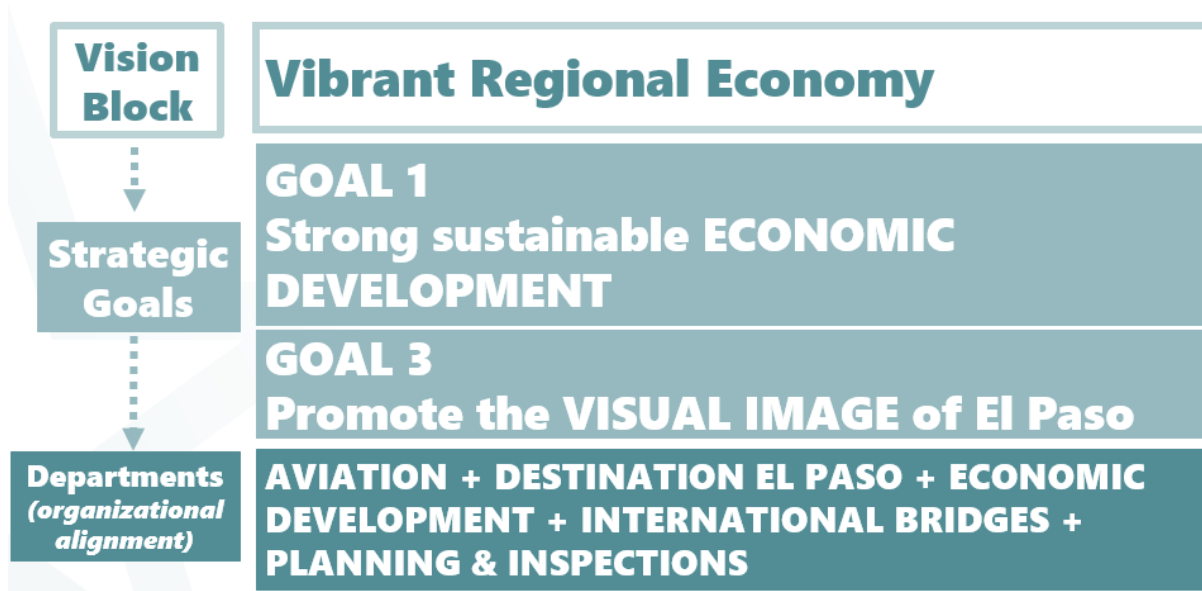 Vision
Block
Vibrant Regional Economy
Strategic
Goals
GOAL 1
Strong sustainable ECONOMIC
DEVELOPMENT
GOAL 3
Promote the VISUAL IMAGE of El Paso
Departments
(organizational
alignment)
AVIATION + DESTINATION EL PASO + ECONOMIC
DEVELOPMENT + INTERNATIONAL BRIDGES +
PLANNING & INSPECTIONS